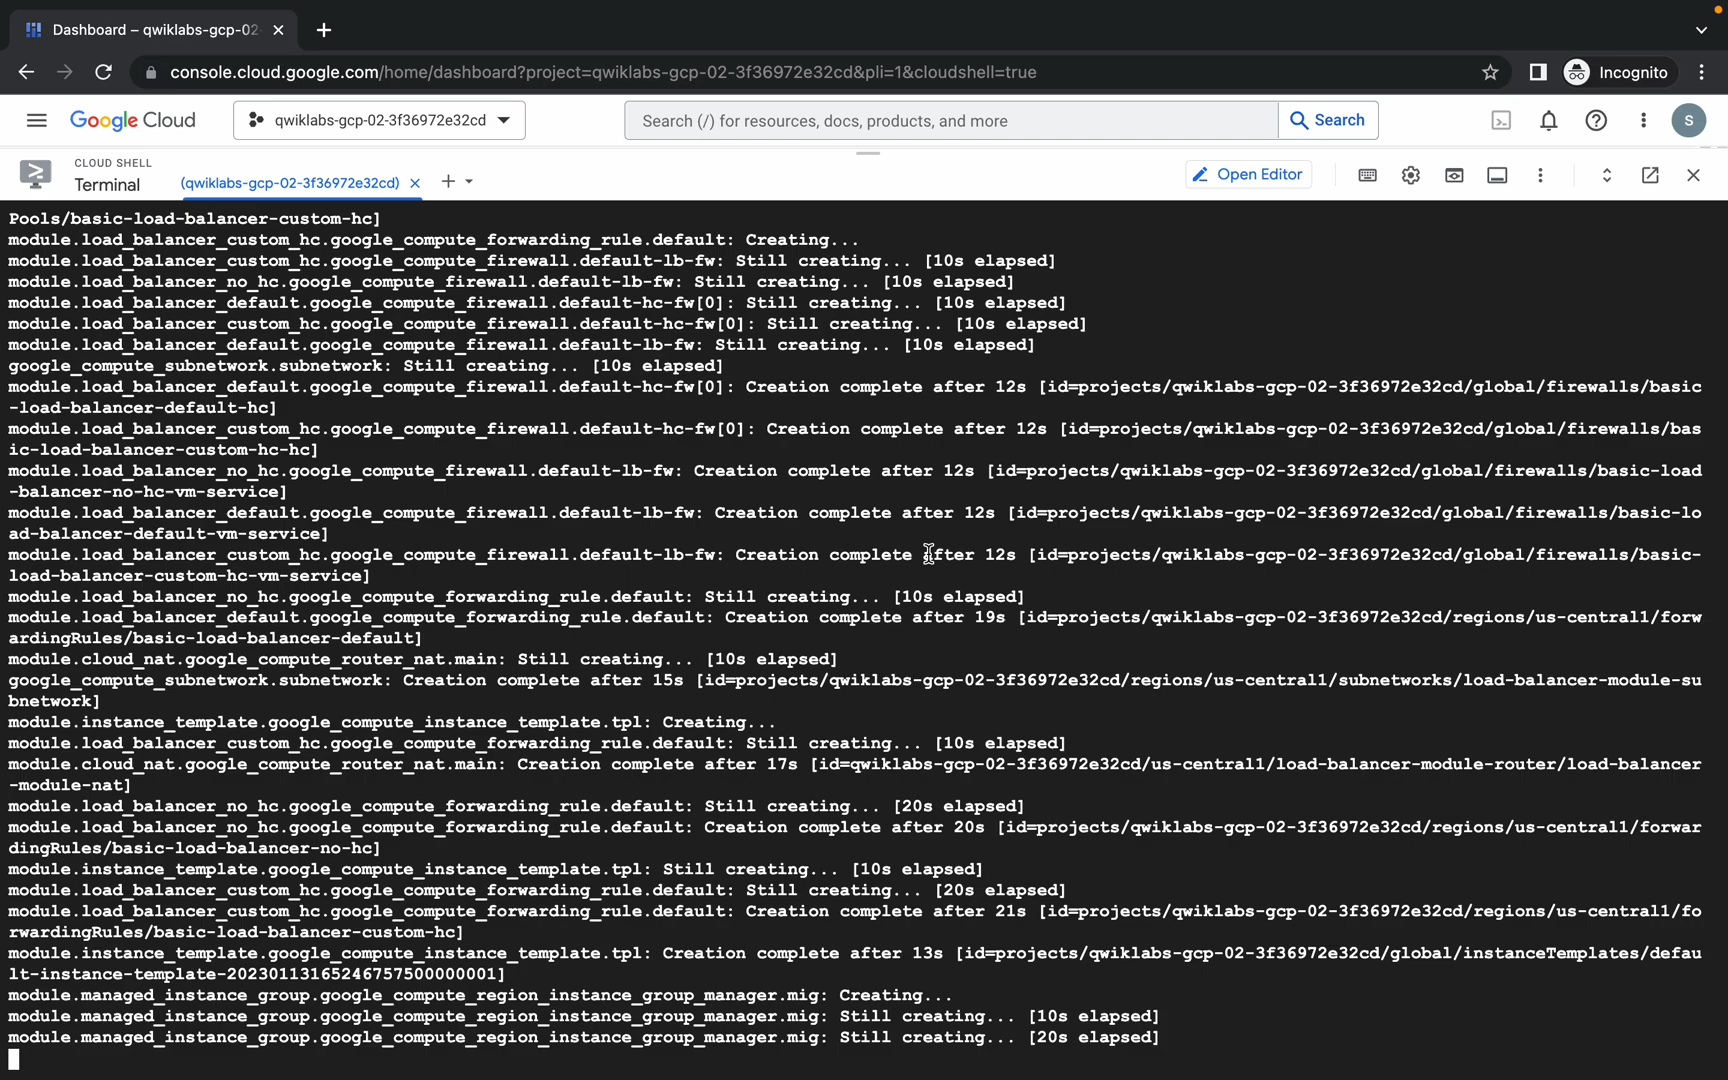 Dashboard – qwiklabs-gcp-02
console.cloud.google.com/home/dashboard?project=qwiklabs-gcp-02-3f36972e32cd&pli=1&cloudshell=true
Incognito
Google Cloud
qwiklabs-gcp-02-3f36972e32cd
Search (/) for resources, docs, products, and more
Search
S
CLOUD SHELL
Terminal
(qwiklabs-gcp-02-3f36972e32cd)
Open Editor
Pools/basic-load-balancer-custom-hc]
module.load_balancer_custom_hc.google_compute_forwarding_rule.default: Creating...
module.load_balancer_custom_hc.google_compute_firewall.default-lb-fw: Still creating... [10s elapsed]
module.load_balancer_no_hc.google_compute_firewall.default-lb-fw: Still creating... [10s elapsed]
module.load_balancer_default.google_compute_firewall.default-hc-fw[0]: Still creating... [10s elapsed]
module.load_balancer_custom_hc.google_compute_firewall.default-hc-fw[0]: Still creating... [10s elapsed]
module.load_balancer_default.google_compute_firewall.default-lb-fw: Still creating... [10s elapsed]
google_compute_subnetwork.subnetwork: Still creating... [10s elapsed]
module.load_balancer_default.google_compute_firewall.default-hc-fw[0]: Creation complete after 12s [id=projects/qwiklabs-gcp-02-3f36972e32cd/global/firewalls/basic
-load-balancer-default-hc]
module.load_balancer_custom_hc.google_compute_firewall.default-hc-fw[0]: Creation complete after 12s [id=projects/qwiklabs-gcp-02-3f36972e32cd/global/firewalls/bas
ic-load-balancer-custom-hc-hc]
module.load_balancer_no_hc.google_compute_firewall.default-lb-fw: Creation complete after 12s [id=projects/qwiklabs-gcp-02-3f36972e32cd/global/firewalls/basic-load
-balancer-no-hc-vm-service]
module.load_balancer_default.google_compute_firewall.default-lb-fw: Creation complete after 12s [id=projects/qwiklabs-gcp-02-3f36972e32cd/global/firewalls/basic-lo
ad-balancer-default-vm-service]
module.load_balancer_custom_hc.google_compute_firewall.default-lb-fw: Creation complete after 12s [id=projects/qwiklabs-gcp-02-3f36972e32cd/global/firewalls/basic-
load-balancer-custom-hc-vm-service]
module.load_balancer_no_hc.google_compute_forwarding_rule.default: Still creating... [10s elapsed]
module.load_balancer_default.google_compute_forwarding_rule.default: Creation complete after 19s [id=projects/qwiklabs-gcp-02-3f36972e32cd/regions/us-central1/forw
ardingRules/basic-load-balancer-default]
module.cloud_nat.google_compute_router_nat.main: Still creating... [10s elapsed]
google_compute_subnetwork.subnetwork: Creation complete after 15s [id=projects/qwiklabs-gcp-02-3f36972e32cd/regions/us-central1/subnetworks/load-balancer-module-su
bnetwork]
module.instance_template.google_compute_instance_template.tpl: Creating...
module.load_balancer_custom_hc.google_compute_forwarding_rule.default: Still creating... [10s elapsed]
module.cloud_nat.google_compute_router_nat.main: Creation complete after 17s [id=qwiklabs-gcp-02-3f36972e32cd/us-central1/load-balancer-module-router/load-balancer
-module-nat]
module.load_balancer_no_hc.google_compute_forwarding_rule.default: Still creating... [20s elapsed]
module.load_balancer_no_hc.google_compute_forwarding_rule.default: Creation complete after 20s [id=projects/qwiklabs-gcp-02-3f36972e32cd/regions/us-central1/forwar
dingRules/basic-load-balancer-no-hc]
module.instance_template.google_compute_instance_template.tpl: Still creating... [10s elapsed]
module.load_balancer_custom_hc.google_compute_forwarding_rule.default: Still creating... [20s elapsed]
module.load_balancer_custom_hc.google_compute_forwarding_rule.default: Creation complete after 21s [id=projects/qwiklabs-gcp-02-3f36972e32cd/regions/us-central1/fo
rwardingRules/basic-load-balancer-custom-hc]
module.instance_template.google_compute_instance_template.tpl: Creation complete after 13s [id=projects/qwiklabs-gcp-02-3f36972e32cd/global/instanceTemplates/defau
lt-instance-template-20230113165246757500000001]
module.managed_instance_group.google_compute_region_instance_group_manager.mig: Creating...
module.managed_instance_group.google_compute_region_instance_group_manager.mig: Still creating... [10s elapsed]
module.managed_instance_group.google_compute_region_instance_group_manager.mig: Still creating... [20s elapsed]